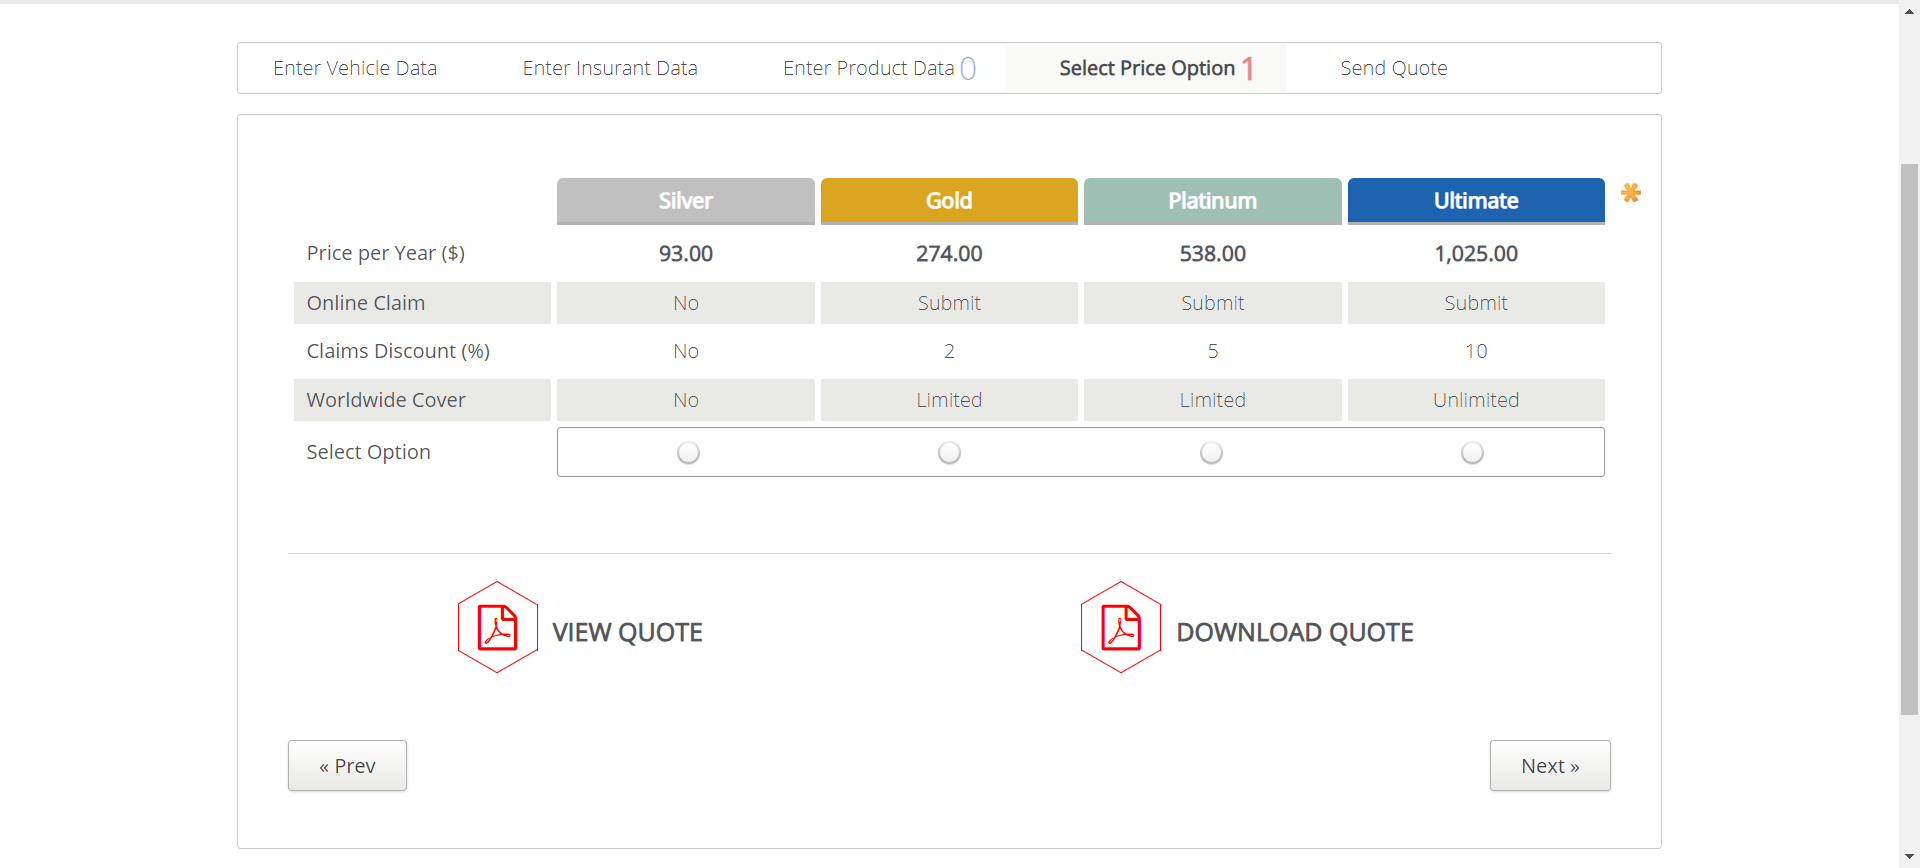 Enter Vehicle Data Enter Insurant Data Enter Product Data 0 Select Price Option 1 Send Quote
Silver Gold Platinum Ultimate *
Price per Year ($) 93.00 274.00 538.00 1,025.00
Online Claim No Submit Submit Submit
Claims Discount (%) No 2 5 10
Worldwide Cover No Limited Limited Unlimited
Select Option
VIEW QUOTE DOWNLOAD QUOTE
« Prev Next »